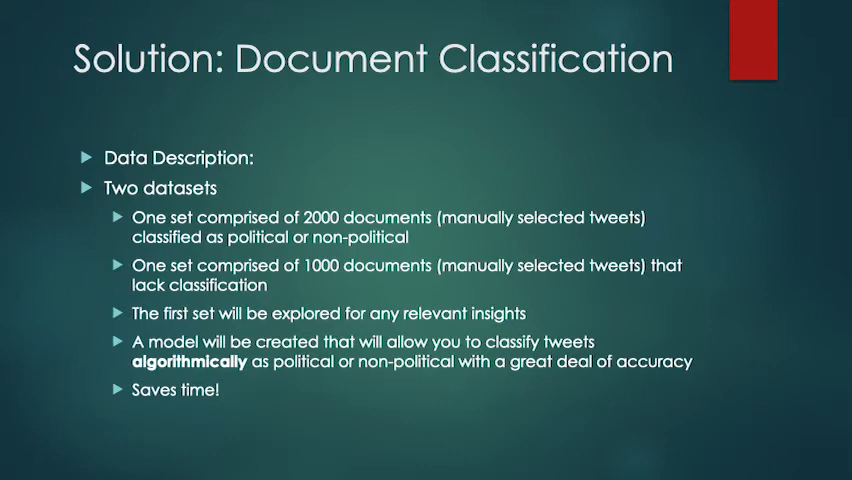 Solution: Document Classification
Data Description:
Two datasets
One set comprised of 2000 documents (manually selected tweets)
classified as political or non-political
One set comprised of 1000 documents (manually selected tweets) that
lack classification
The first set will be explored for any relevant insights
A model will be created that will allow you to classify tweets
algorithmically as political or non-political with a great deal of accuracy
Saves time!